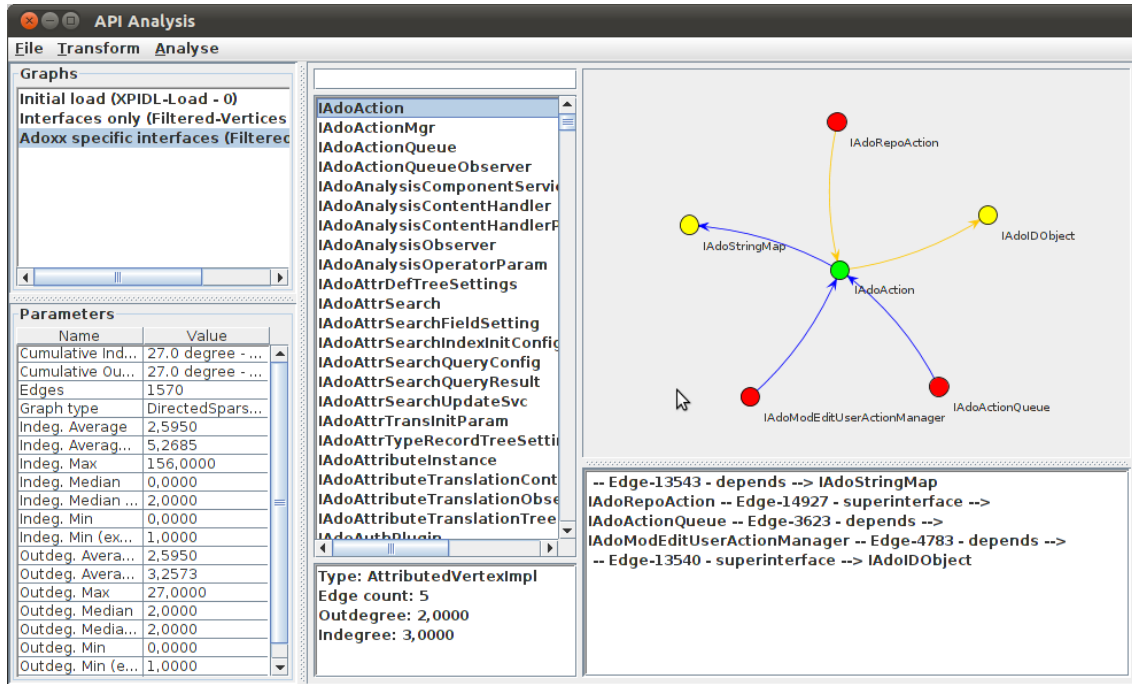 API Analysis
File Transform Analyse
Graphs
Initial load (XPIDL-Load - 0)
Interfaces only (Filtered-Vertices
Adoxx specific interfaces (Filterec
Parameters
Name Value
Cumulative Ind... 27.0 degree - ...
Cumulative Ou... 27.0 degree - ...
Edges 1570
Graph type DirectedSpars...
Indeg. Average 2,5950
Indeg. Averag... 5,2685
Indeg. Max 156,0000
Indeg. Median 0,0000
Indeg. Median ... 2,0000
Indeg. Min 0,0000
Indeg. Min (ex... 1,0000
Outdeg. Avera... 2,5950
Outdeg. Avera... 3,2573
Outdeg. Max 27,0000
Outdeg. Median 2,0000
Outdeg. Media... 2,0000
Outdeg. Min 0,0000
Outdeg. Min (e... 1,0000
IAdoAction
IAdoActionMgr
IAdoActionQueue
IAdoActionQueueObserver
IAdoAnalysisComponentServi
IAdoAnalysisContentHandler
IAdoAnalysisContentHandlerF
IAdoAnalysisObserver
IAdoAnalysisOperatorParam
IAdoAttrDefTreeSettings
IAdoAttrSearch
IAdoAttrSearchFieldSetting
IAdoAttrSearchIndexInitConfig
IAdoAttrSearchQueryConfig
IAdoAttrSearchQueryResult
IAdoAttrSearchUpdateSvc
IAdoAttrTransInitParam
IAdoAttrTypeRecordTreeSetti
IAdoAttributeInstance
IAdoAttributeTranslationCont
IAdoAttributeTranslationObse
IAdoAttributeTranslationTree
IAdoAuthPlugin
Type: AttributedVertexImpl
Edge count: 5
Outdegree: 2,0000
Indegree: 3,0000
IAdoRepoAction
IAdoStringMap
IAdoIDObject
IAdoAction
IAdoModEditUserActionManager
IAdoActionQueue
-- Edge-13543 - depends --> IAdoStringMap
IAdoRepoAction -- Edge-14927 - superinterface -->
IAdoActionQueue -- Edge-3623 - depends -->
IAdoModEditUserActionManager -- Edge-4783 - depends -->
-- Edge-13540 - superinterface --> IAdoIDObject